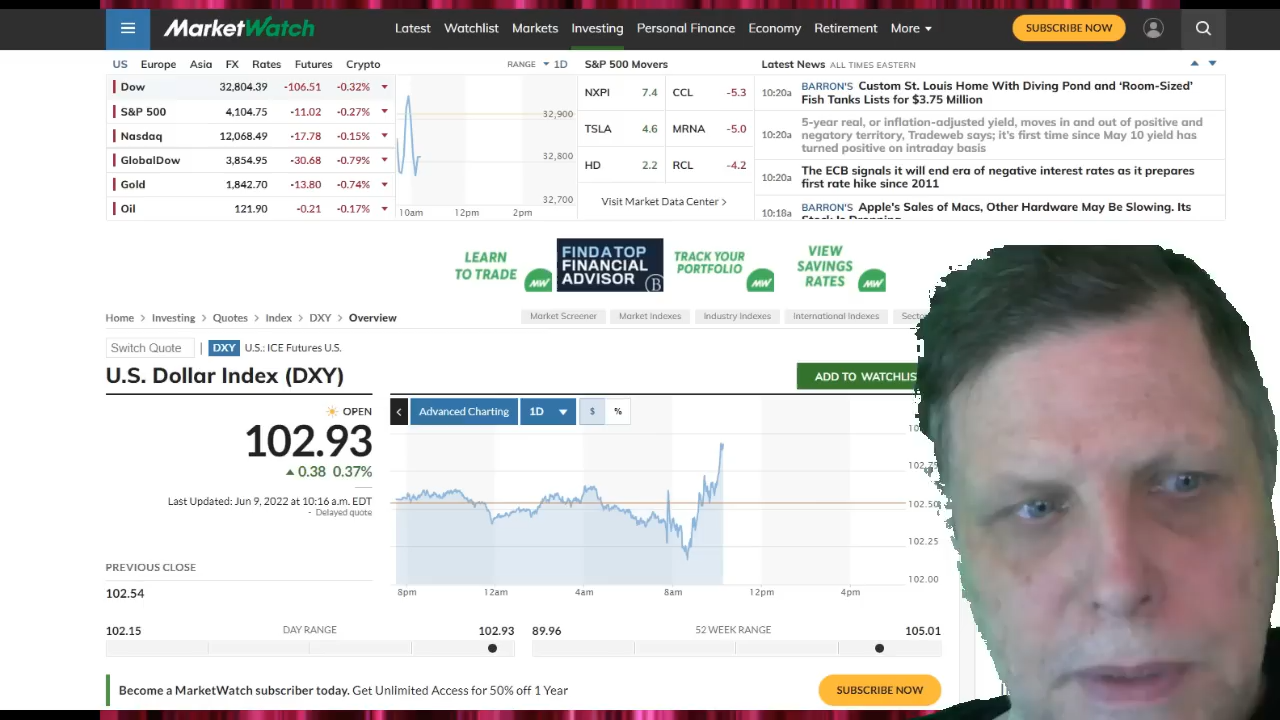 MarketWatch
Latest Watchlist Markets Investing Personal Finance Economy Retirement More
SUBSCRIBE NOW
US Europe Asia FX Rates Futures Crypto
RANGE 1D
Dow 32,804.39 -106.51 -0.32%
S&P 500 4,104.75 -11.02 -0.27%
Nasdaq 12,068.49 -17.78 -0.15%
GlobalDow 3,854.95 -30.68 -0.79%
Gold 1,842.70 -13.80 -0.74%
Oil 121.90 -0.21 -0.17%
32,900
32,800
32,700
10am 12pm 2pm
S&P 500 Movers
NXPI 7.4 CCL -5.3
TSLA 4.6 MRNA -5.0
HD 2.2 RCL -4.2
Visit Market Data Center
Latest News ALL TIMES EASTERN
10:20a BARRON'S Custom St. Louis Home With Diving Pond and ‘Room-Sized’
Fish Tanks Lists for $3.75 Million
10:20a 5-year real, or inflation-adjusted yield, moves in and out of positive and
negatory territory, Tradeweb says; it's first time since May 10 yield has
turned positive on intraday basis
10:20a The ECB signals it will end era of negative interest rates as it prepares
first rate hike since 2011
10:18a BARRON'S Apple's Sales of Macs, Other Hardware May Be Slowing. Its
Stock Is Dropping.
LEARN
TO TRADE
MW
FIND A TOP
FINANCIAL
ADVISOR
B
TRACK YOUR
PORTFOLIO
MW
VIEW
SAVINGS
RATES
MW
Home Investing Quotes Index DXY Overview
Market Screener Market Indexes Industry Indexes International Indexes Sector
Switch Quote | DXY U.S.: ICE Futures U.S.
U.S. Dollar Index (DXY)
ADD TO WATCHLIS
OPEN
102.93
0.38 0.37%
Last Updated: Jun 9, 2022 10:16 a.m. EDT
- Delayed quote
Advanced Charting 1D $ %
102.75
102.50
102.25
102.00
8pm 12am 4am 8am 12pm 4pm
PREVIOUS CLOSE
102.54
102.15 DAY RANGE 102.93
89.96 52 WEEK RANGE 105.01
Become a MarketWatch subscriber today. Get Unlimited Access for 50% off 1 Year
SUBSCRIBE NOW